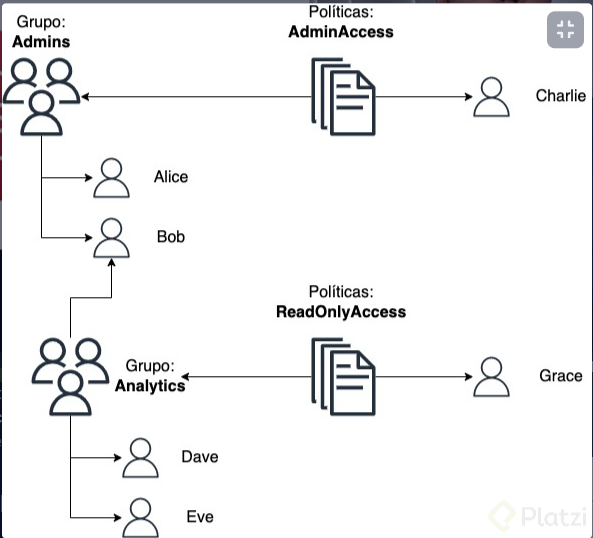 Grupo:
Admins
Políticas:
AdminAccess
Charlie
Alice
Bob
Políticas:
ReadOnlyAccess
Grupo:
Analytics
Grace
Dave
Eve
Platzi